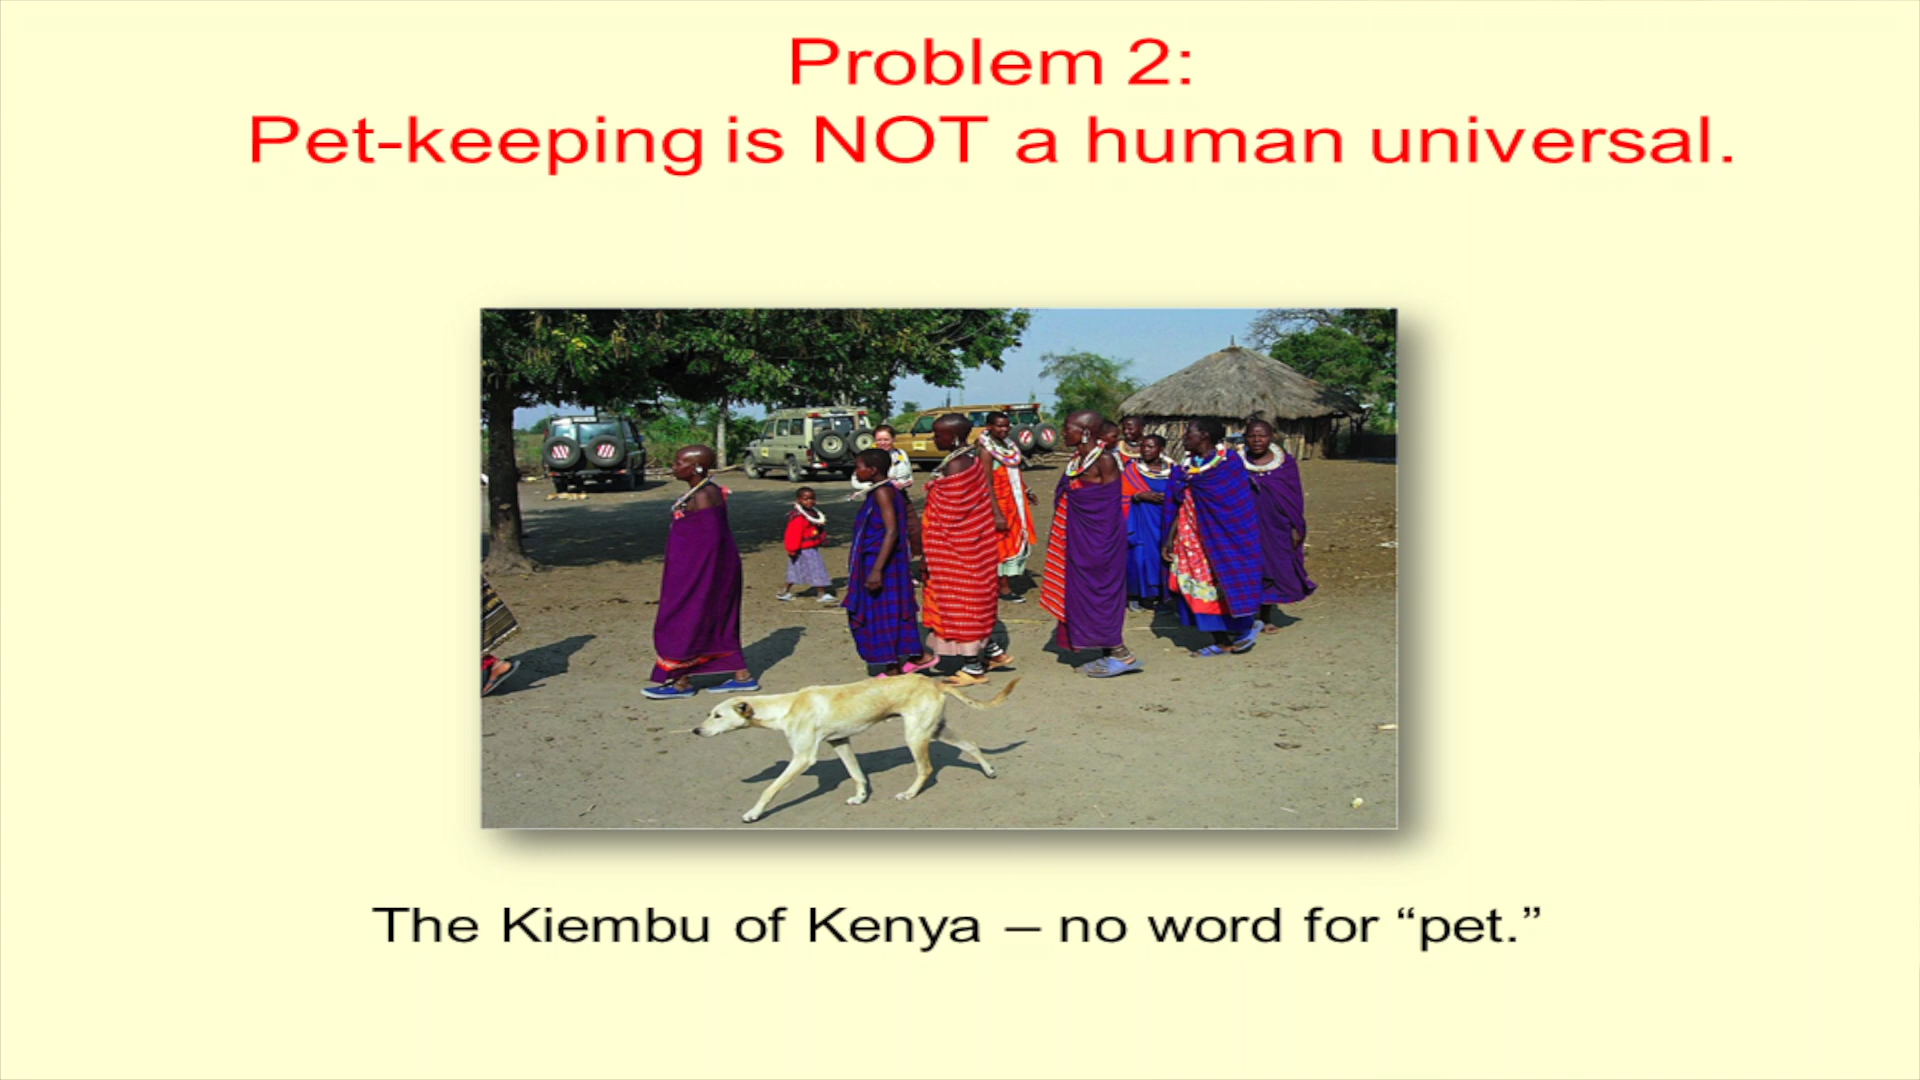 Problem 2:
Pet-keeping is NOT a human universal.
The Kiembu of Kenya – no word for “pet.”